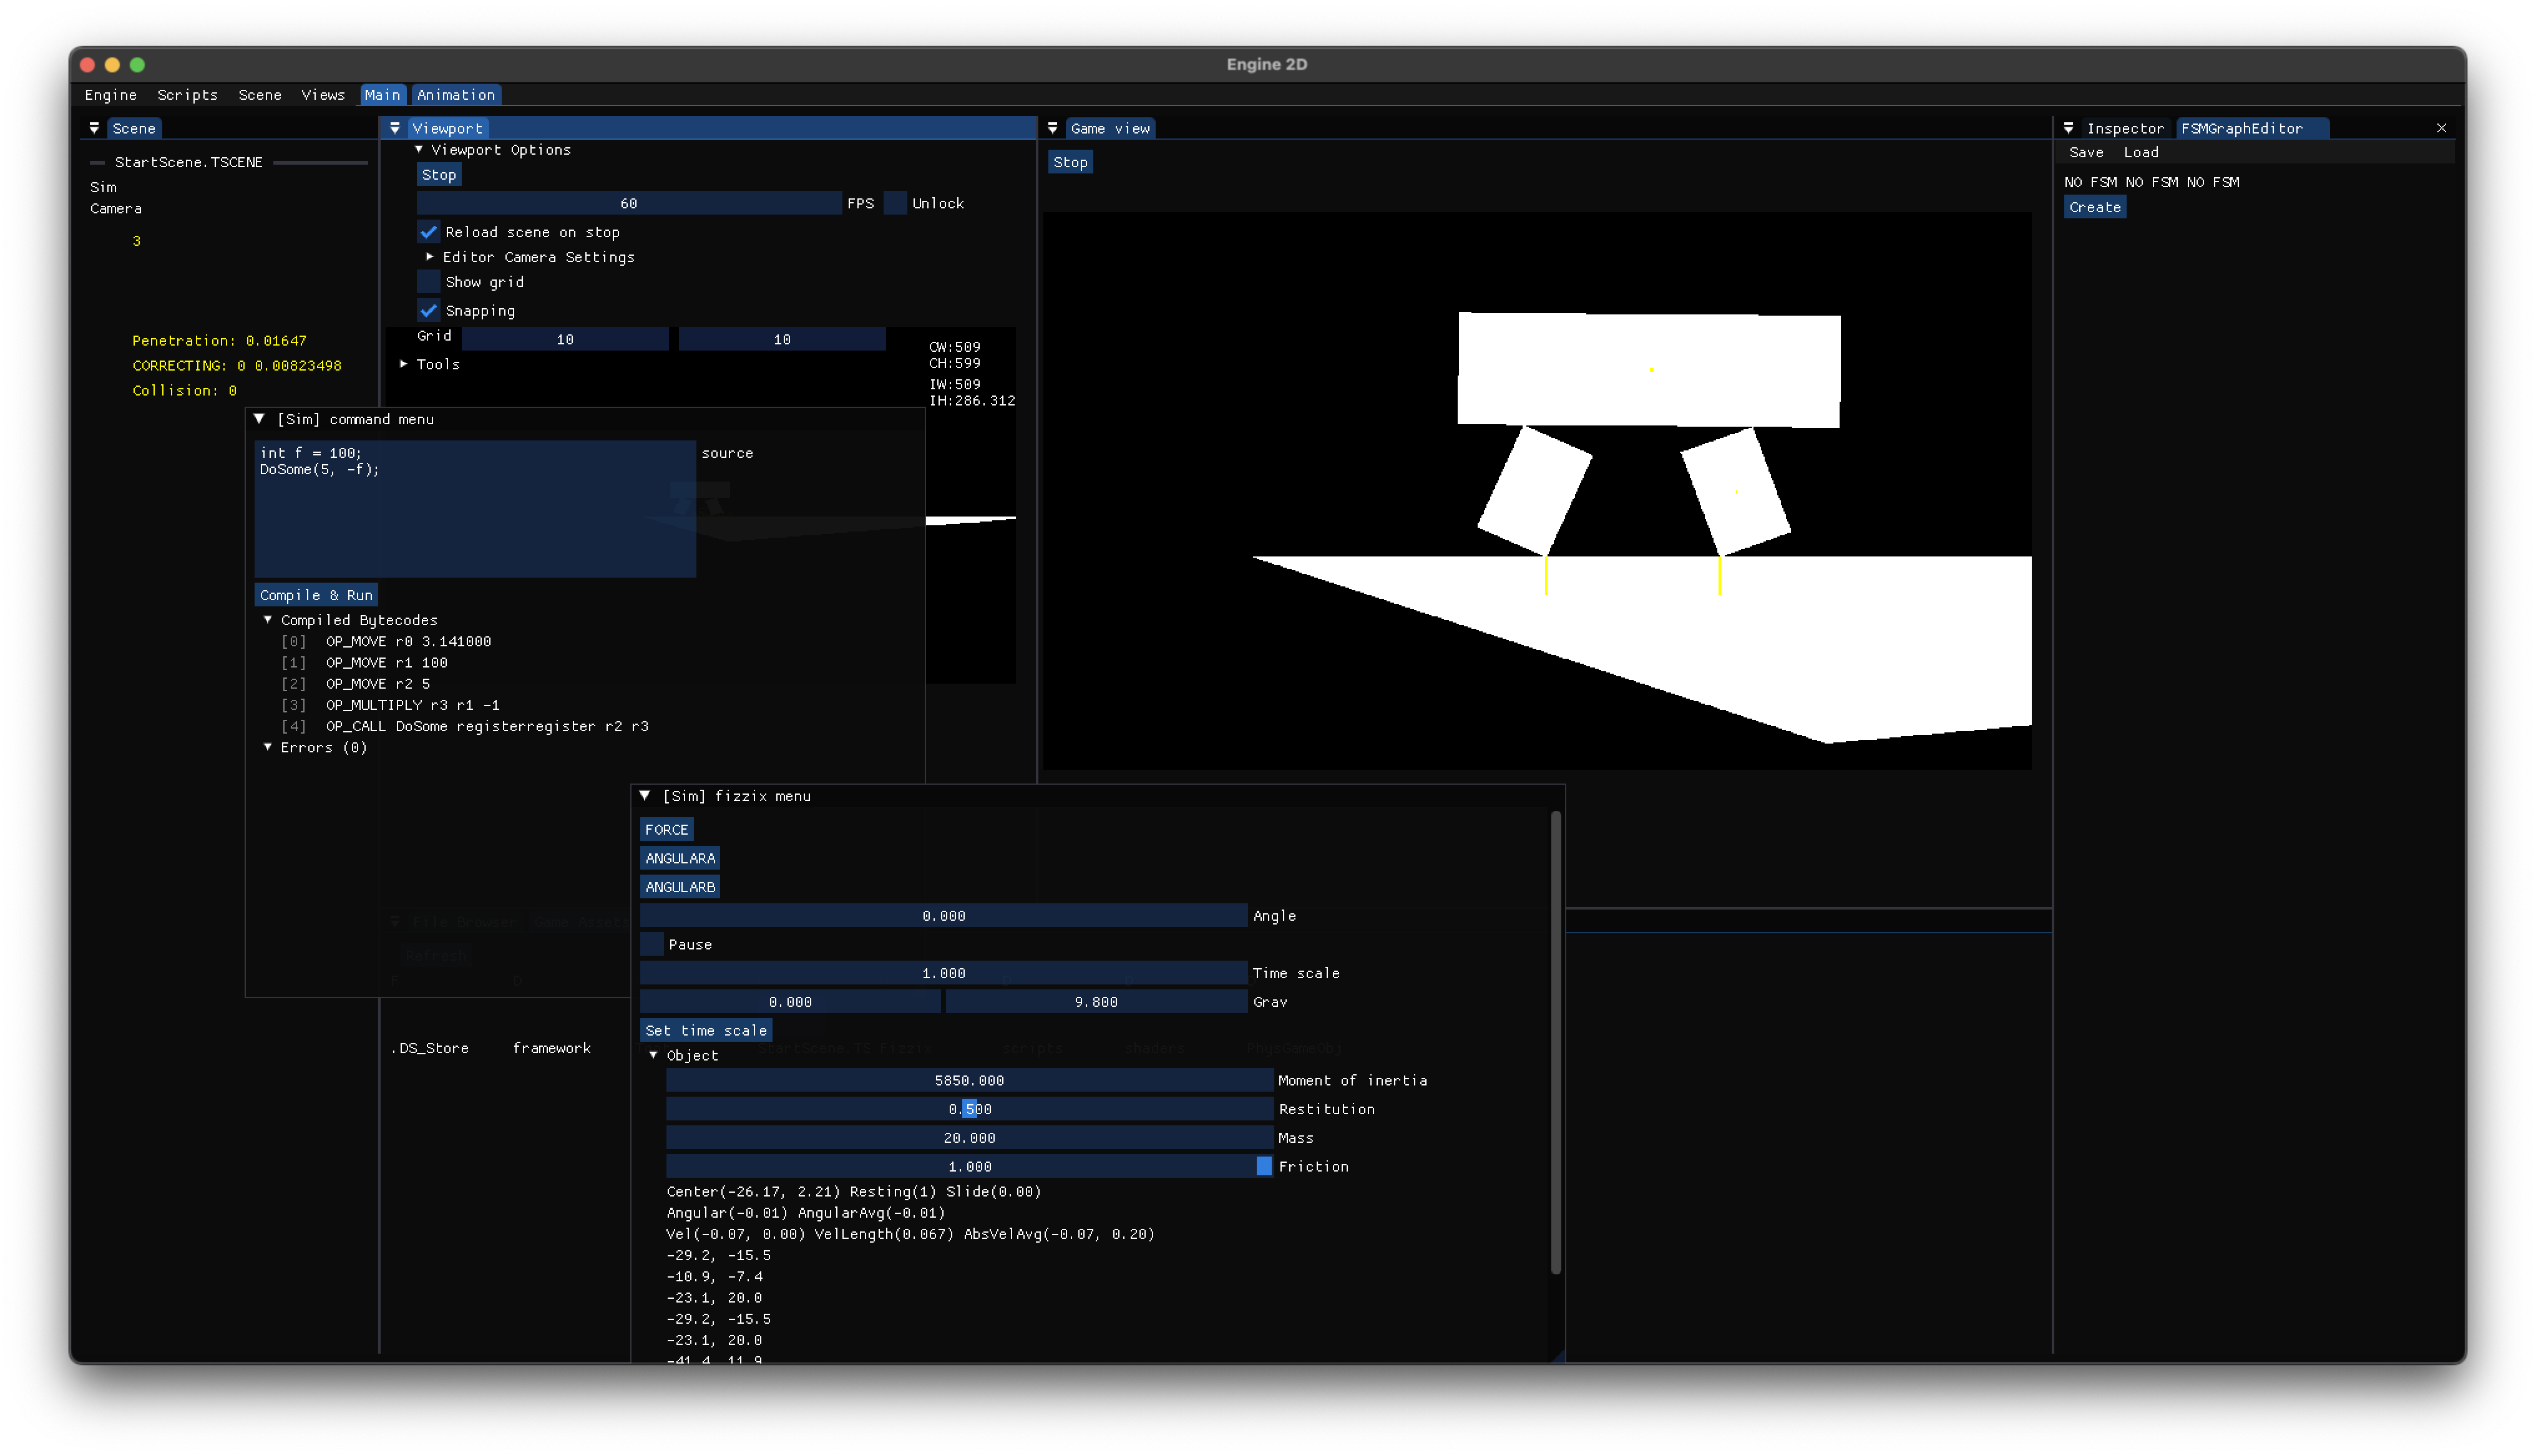 Engine 2D
Engine Scripts Scene Views Main Animation
Scene
StartScene.TSCENE
Sim
Camera
3
Penetration: 0.01647
CORRECTING: 0 0.00823498
Collision: 0
Viewport
Viewport Options
Stop
60 FPS Unlock
Reload scene on stop
Editor Camera Settings
Show grid
Snapping
Grid 10 10
Tools
CW:509
CH:599
IW:509
IH:286.312
[Sim] command menu
int f = 100;
DoSome(5, -f);
source
Compile & Run
Compiled Bytecodes
[0] OP_MOVE r0 3.141000
[1] OP_MOVE r1 100
[2] OP_MOVE r2 5
[3] OP_MULTIPLY r3 r1 -1
[4] OP_CALL DoSome registerregister r2 r3
Errors (0)
File Browser Game Assets
Refresh
F D
.DS_Store framework
Game view
Stop
[Sim] fizzix menu
FORCE
ANGULARA
ANGULARB
0.000 Angle
Pause
1.000 Time scale
0.000 9.800 Grav
Set time scale
Object
5850.000 Moment of inertia
0.500 Restitution
20.000 Mass
1.000 Friction
Center(-26.17, 2.21) Resting(1) Slide(0.00)
Angular(-0.01) AngularAvg(-0.01)
Vel(-0.07, 0.00) VelLength(0.067) AbsVelAvg(-0.07, 0.20)
-29.2, -15.5
-10.9, -7.4
-23.1, 20.0
-29.2, -15.5
-23.1, 20.0
-41.4, 11.9
Inspector FSMGraphEditor
Save Load
NO FSM NO FSM NO FSM
Create